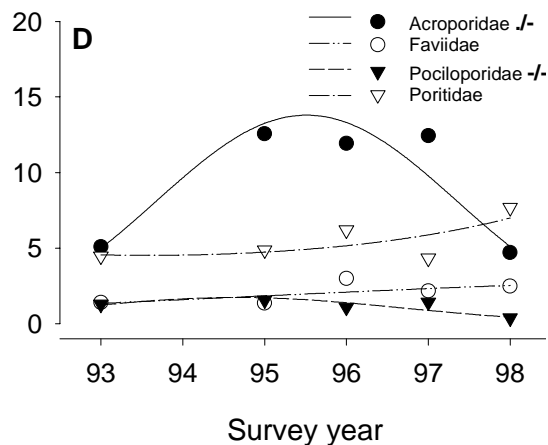 20
15
10
5
0
D
Acroporidae ./-
Faviidae
Pociloporidae -/-
Poritidae
93 94 95 96 97 98
Survey year